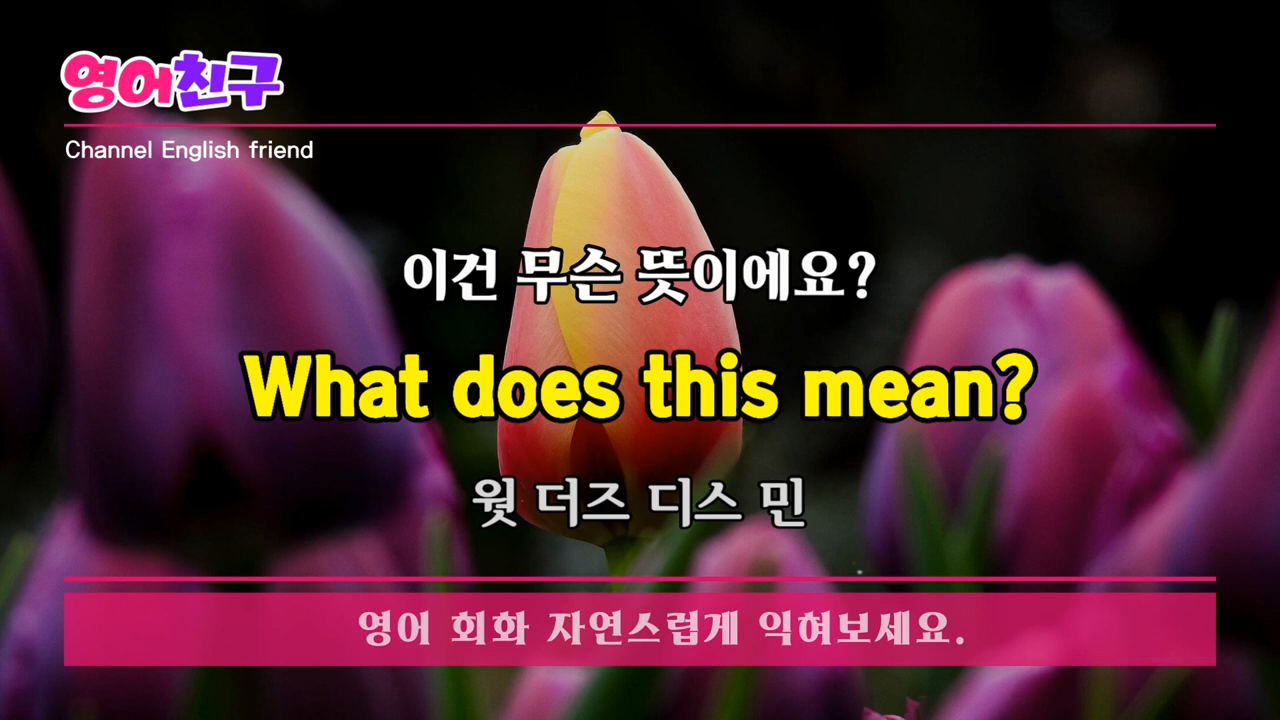 영어친구
Channel English friend
이건 무슨 뜻이에요?
What does this mean?
웟 더즈 디스 민
영어 회화 자연스럽게 익혀보세요.